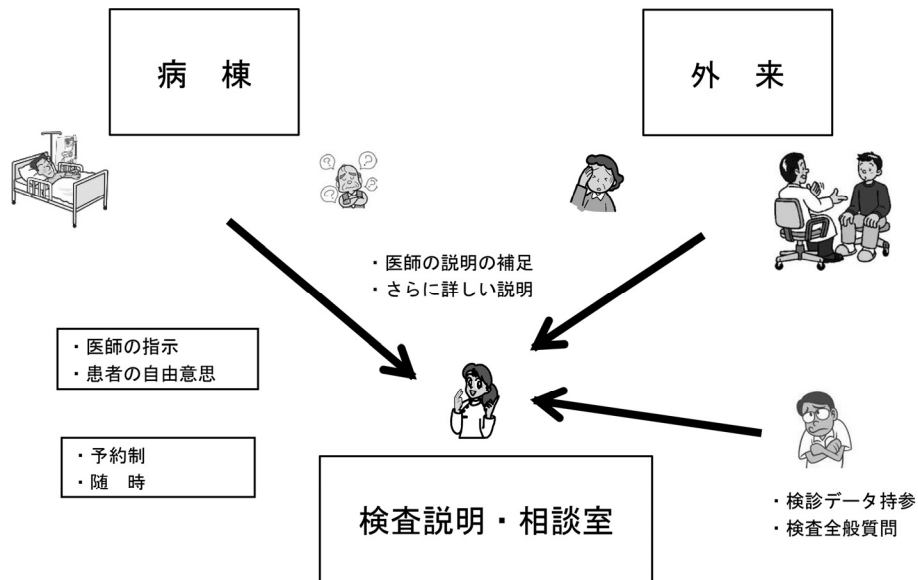 病　棟
外　来
・医師の説明の補足
・さらに詳しい説明
・医師の指示
・患者の自由意思
・予約制
・随　時
検査説明・相談室
・検診データ持参
・検査全般質問